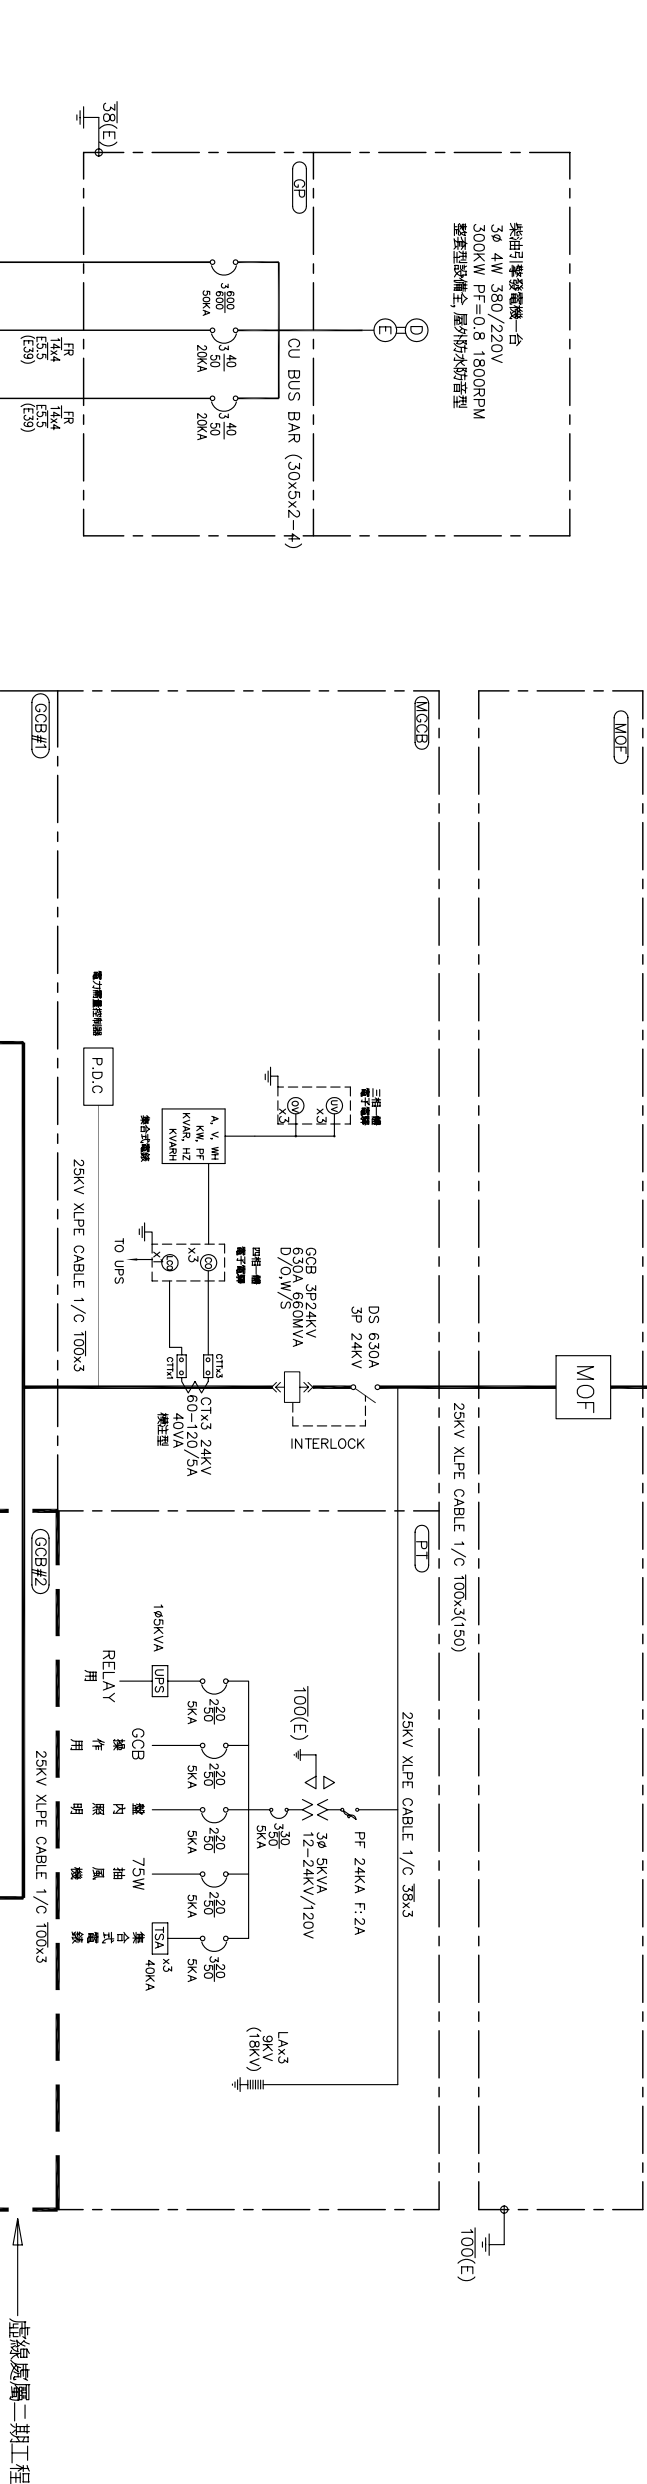 柴油引擎發電機一台
3∅ 4W 380/220V
300KW PF=0.8 1800RPM
整套型設備全,屋外防水防音型
GP
38(E)
D
E
CU BUS BAR (30x5x2-4)
3 600
600
50KA
3 40
50
20KA
3 40
50
20KA
FR
14x4
E5.5
(E39)
FR
14x4
E5.5
(E39)
MOF
MOF
100(E)
25KV XLPE CABLE 1/C 100x3(150)
MGCB
DS 630A
3P 24KV
INTERLOCK
GCB 3P24KV
630A 660MVA
D/O,W/S
三相一體
電子電驛
UV
x3
OV
x3
A, V, WH
KW, PF
KVAR, HZ
KVARH
集合式電錶
四相一體
電子電驛
CO
x3
LCO
x1
CTTx3
CTTx1
CTx3 24KV
60-120/5A
40VA
模注型
TO UPS
電力需量控制器
P.D.C
25KV XLPE CABLE 1/C 100x3
GCB#1
PT
25KV XLPE CABLE 1/C 38x3
PF 24KA F:2A
3∅ 5KVA
12-24KV/120V
100(E)
3 30
50
5KA
2 20
50
5KA
2 20
50
5KA
2 20
50
5KA
2 20
50
5KA
3 20
50
5KA
1∅5KVA
UPS
RELAY
用
GCB
操作用
盤內照明
75W
抽風機
TSA
x3
40KA
集合式電錶
LAx3
9KV
(18KV)
GCB#2
25KV XLPE CABLE 1/C 100x3
虛線處屬二期工程